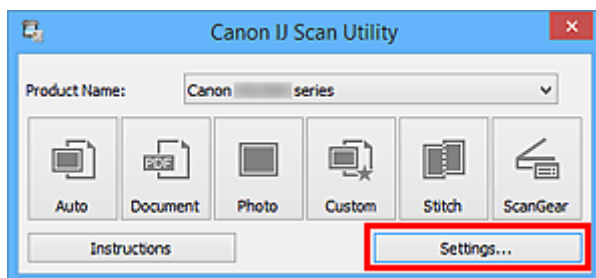 Canon IJ Scan Utility
Product Name: Canon series
PDF
Auto Document Photo Custom Stitch ScanGear
Instructions Settings...